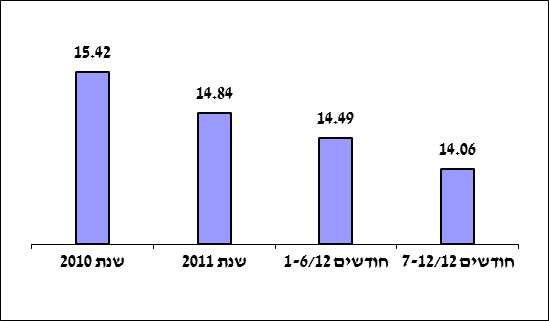 15.42
14.84
14.49
14.06
שנת 2010
שנת 2011
חודשים 1-6/12
חודשים 7-12/12